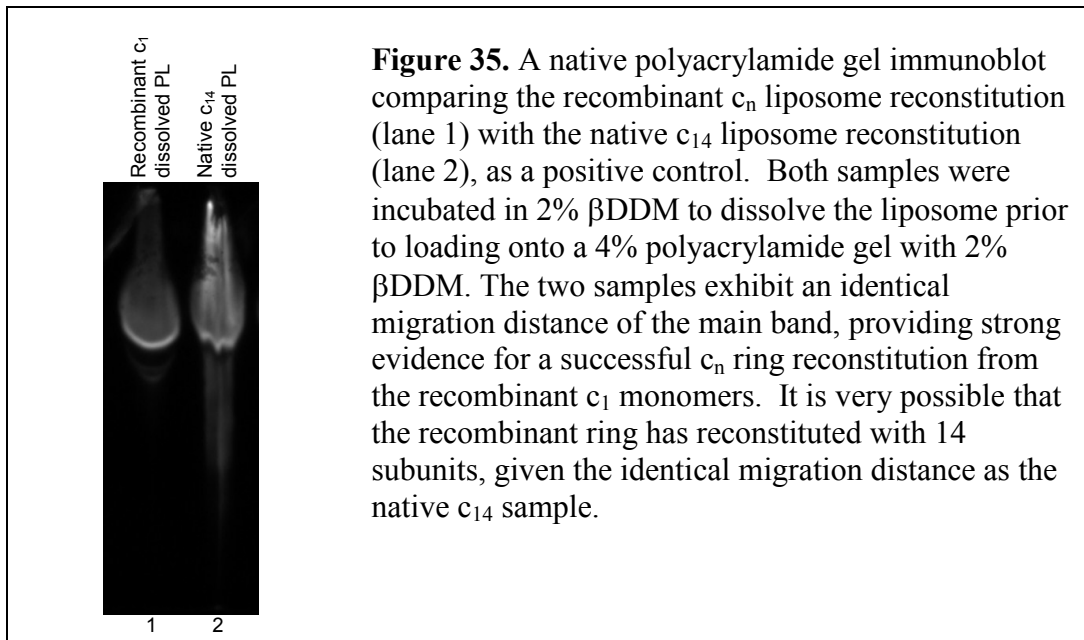 Recombinant c₁
dissolved PL
Native c₁₄
dissolved PL
1
2
Figure 35. A native polyacrylamide gel immunoblot
comparing the recombinant cₙ liposome reconstitution
(lane 1) with the native c₁₄ liposome reconstitution
(lane 2), as a positive control. Both samples were
incubated in 2% βDDM to dissolve the liposome prior
to loading onto a 4% polyacrylamide gel with 2%
βDDM. The two samples exhibit an identical
migration distance of the main band, providing strong
evidence for a successful cₙ ring reconstitution from
the recombinant c₁ monomers. It is very possible that
the recombinant ring has reconstituted with 14
subunits, given the identical migration distance as the
native c₁₄ sample.